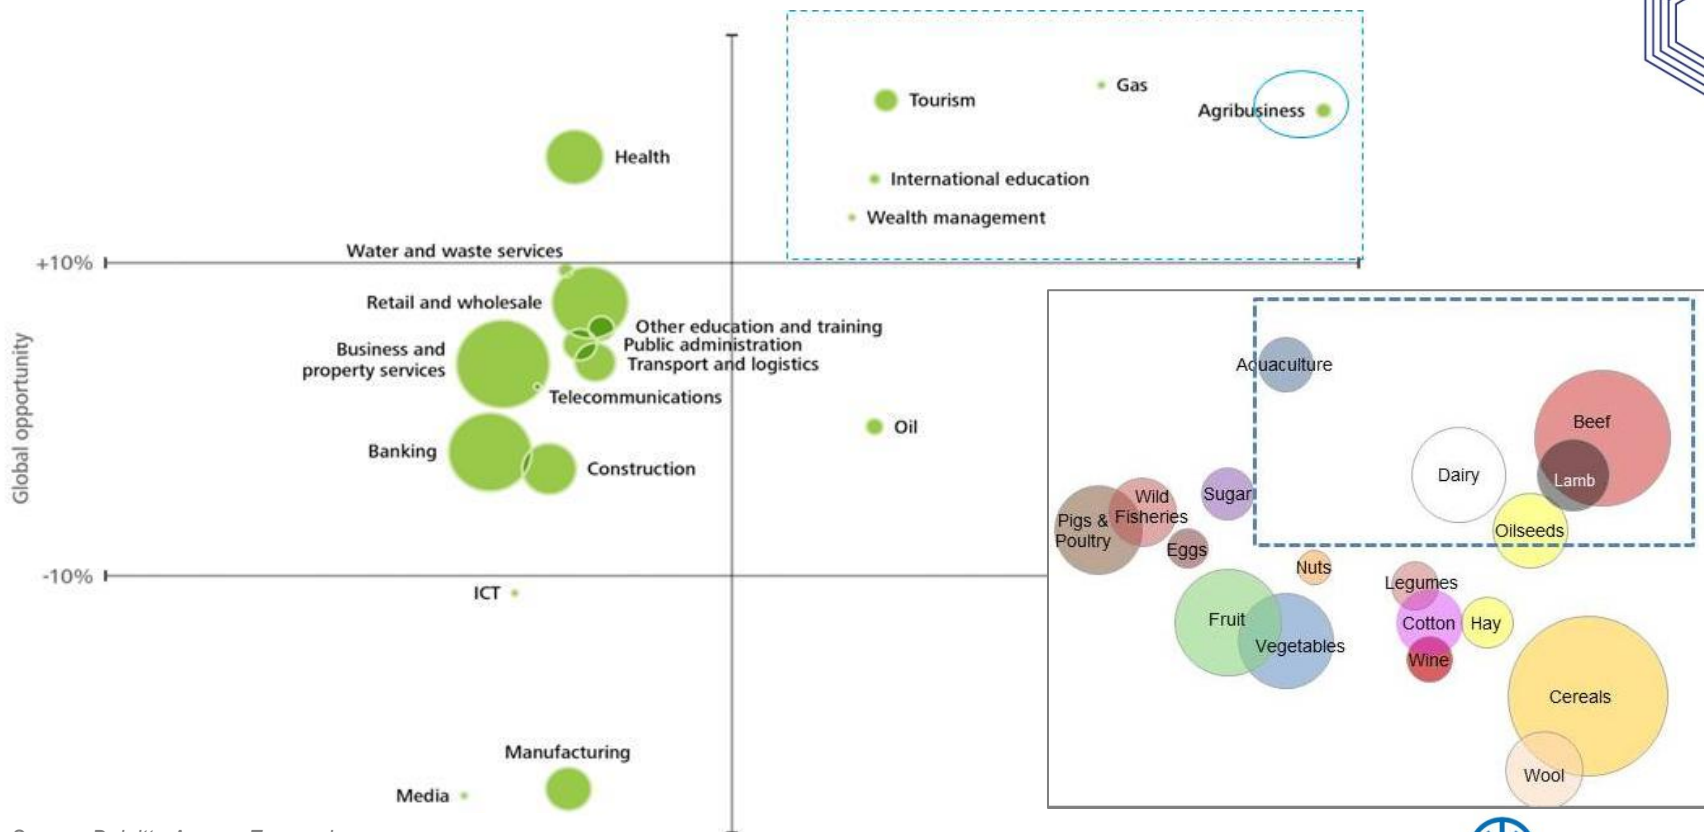 Gas
Tourism
Agribusiness
Health
International education
Wealth management
Water and waste services
+10%
Retail and wholesale
Other education and training
Public administration
Business and
property services
Transport and logistics
Telecommunications
Global opportunity
Oil
Banking
Construction
-10%
ICT
Manufacturing
Media
Aquaculture
Beef
Dairy
Lamb
Sugar
Wild
Fisheries
Pigs &
Poultry
Oilseeds
Eggs
Nuts
Legumes
Fruit
Cotton
Hay
Vegetables
Wine
Cereals
Wool